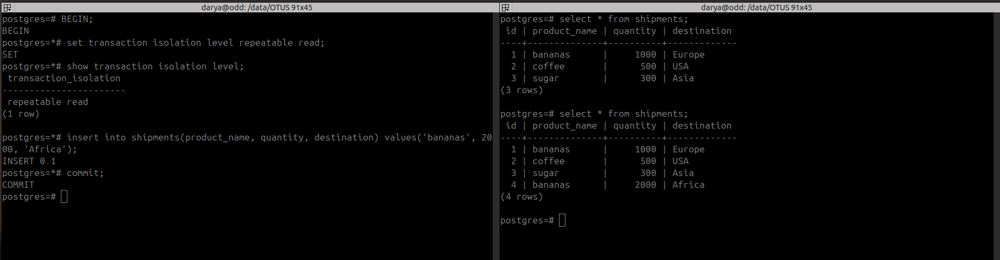 darya@odd: /data/OTUS 91x45
postgres=# BEGIN;
BEGIN
postgres=*# set transaction isolation level repeatable read;
SET
postgres=*# show transaction isolation level;
 transaction_isolation
-----------------------
 repeatable read
(1 row)

postgres=*# insert into shipments(product_name, quantity, destination) values('bananas', 20
00, 'Africa');
INSERT 0 1
postgres=*# commit;
COMMIT
postgres=#
darya@odd: /data/OTUS 91x45
postgres=# select * from shipments;
 id | product_name | quantity | destination
----+--------------+----------+-------------
  1 | bananas      |     1000 | Europe
  2 | coffee       |      500 | USA
  3 | sugar        |      300 | Asia
(3 rows)

postgres=# select * from shipments;
 id | product_name | quantity | destination
----+--------------+----------+-------------
  1 | bananas      |     1000 | Europe
  2 | coffee       |      500 | USA
  3 | sugar        |      300 | Asia
  4 | bananas      |     2000 | Africa
(4 rows)

postgres=#